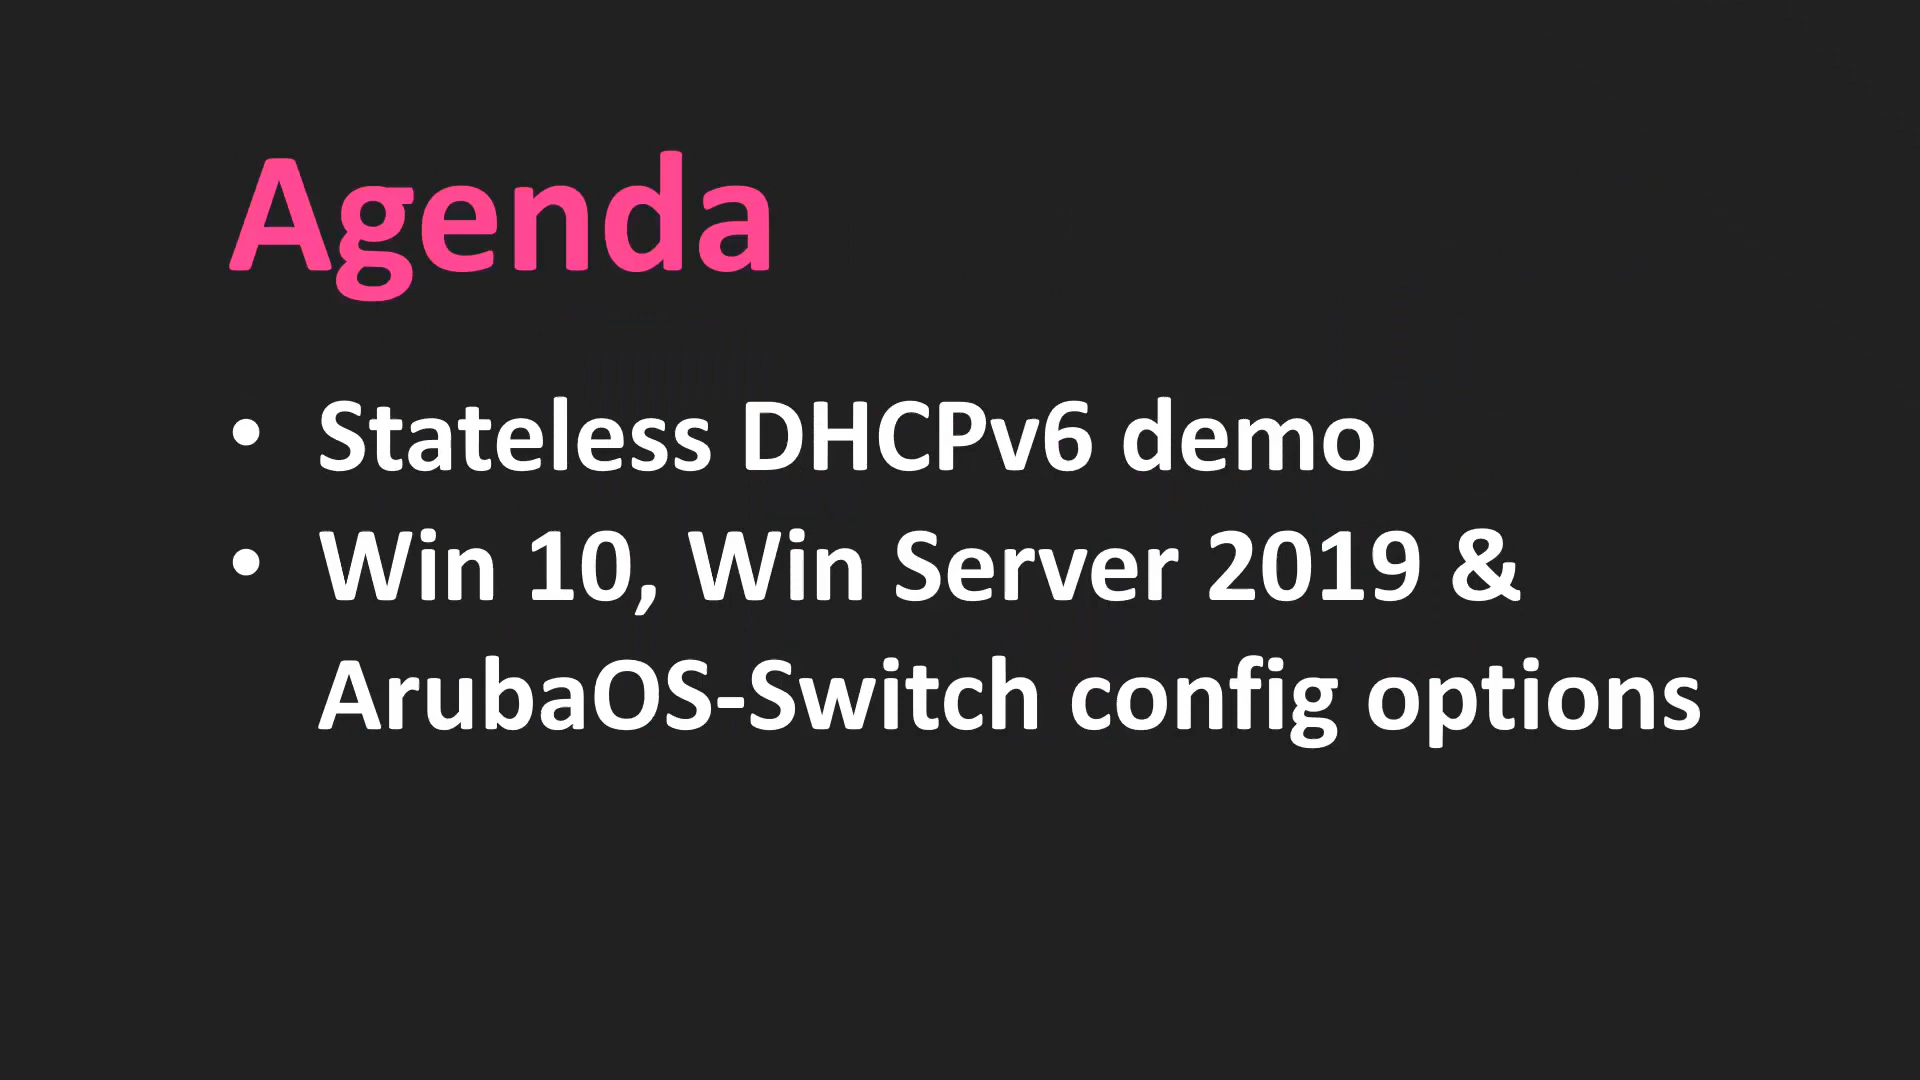 Agenda
• Stateless DHCPv6 demo
• Win 10, Win Server 2019 &
ArubaOS-Switch config options